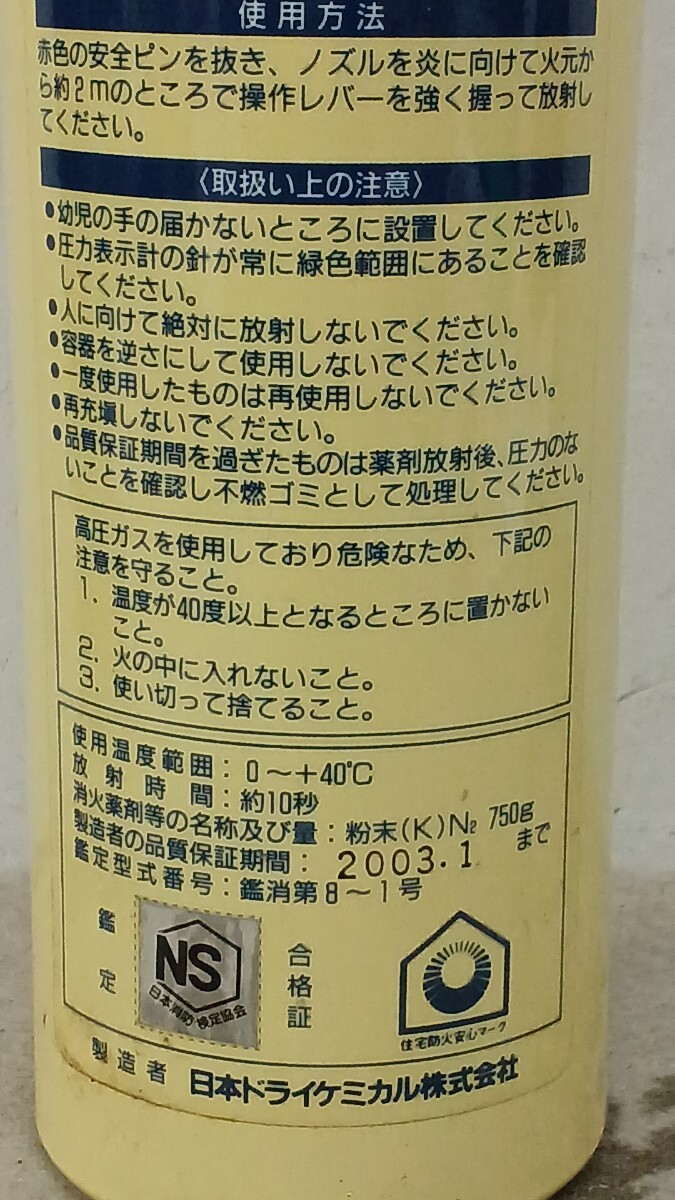 使用方法
赤色の安全ピンを抜き、ノズルを炎に向けて火元か
ら約2mのところで操作レバーを強く握って放射し
てください。
〈取扱い上の注意〉
●幼児の手の届かないところに設置してください。
●圧力表示計の針が常に緑色範囲にあることを確認
してください。
●人に向けて絶対に放射しないでください。
●容器を逆さにして使用しないでください。
●一度使用したものは再使用しないでください。
●再充塡しないでください。
●品質保証期間を過ぎたものは薬剤放射後、圧力のな
いことを確認し不燃ゴミとして処理してください。
高圧ガスを使用しており危険なため、下記の
注意を守ること。
1. 温度が40度以上となるところに置かない
こと。
2. 火の中に入れないこと。
3. 使い切って捨てること。
使用温度範囲：0～+40℃
放射時間：約10秒
消火薬剤等の名称及び量：粉末(K)N₂ 750g
製造者の品質保証期間：2003.1 まで
鑑定型式番号：鑑消第8～1号
鑑定
NS
日本消防検定協会
合格証
住宅防火安心マーク
製造者 日本ドライケミカル株式会社